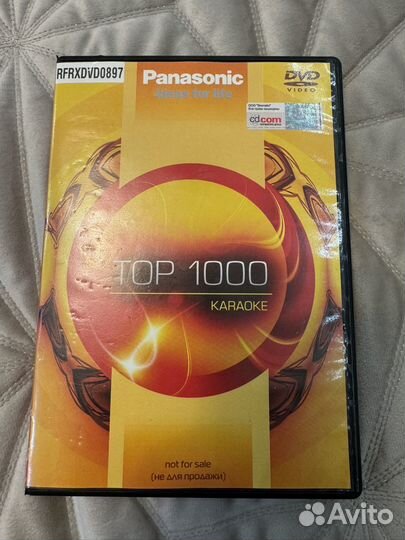 RFRXDVD0897
Panasonic
ideas for life
DVD
VIDEO
cdcom
TOP 1000
KARAOKE
not for sale
(не для продажи)
Avito